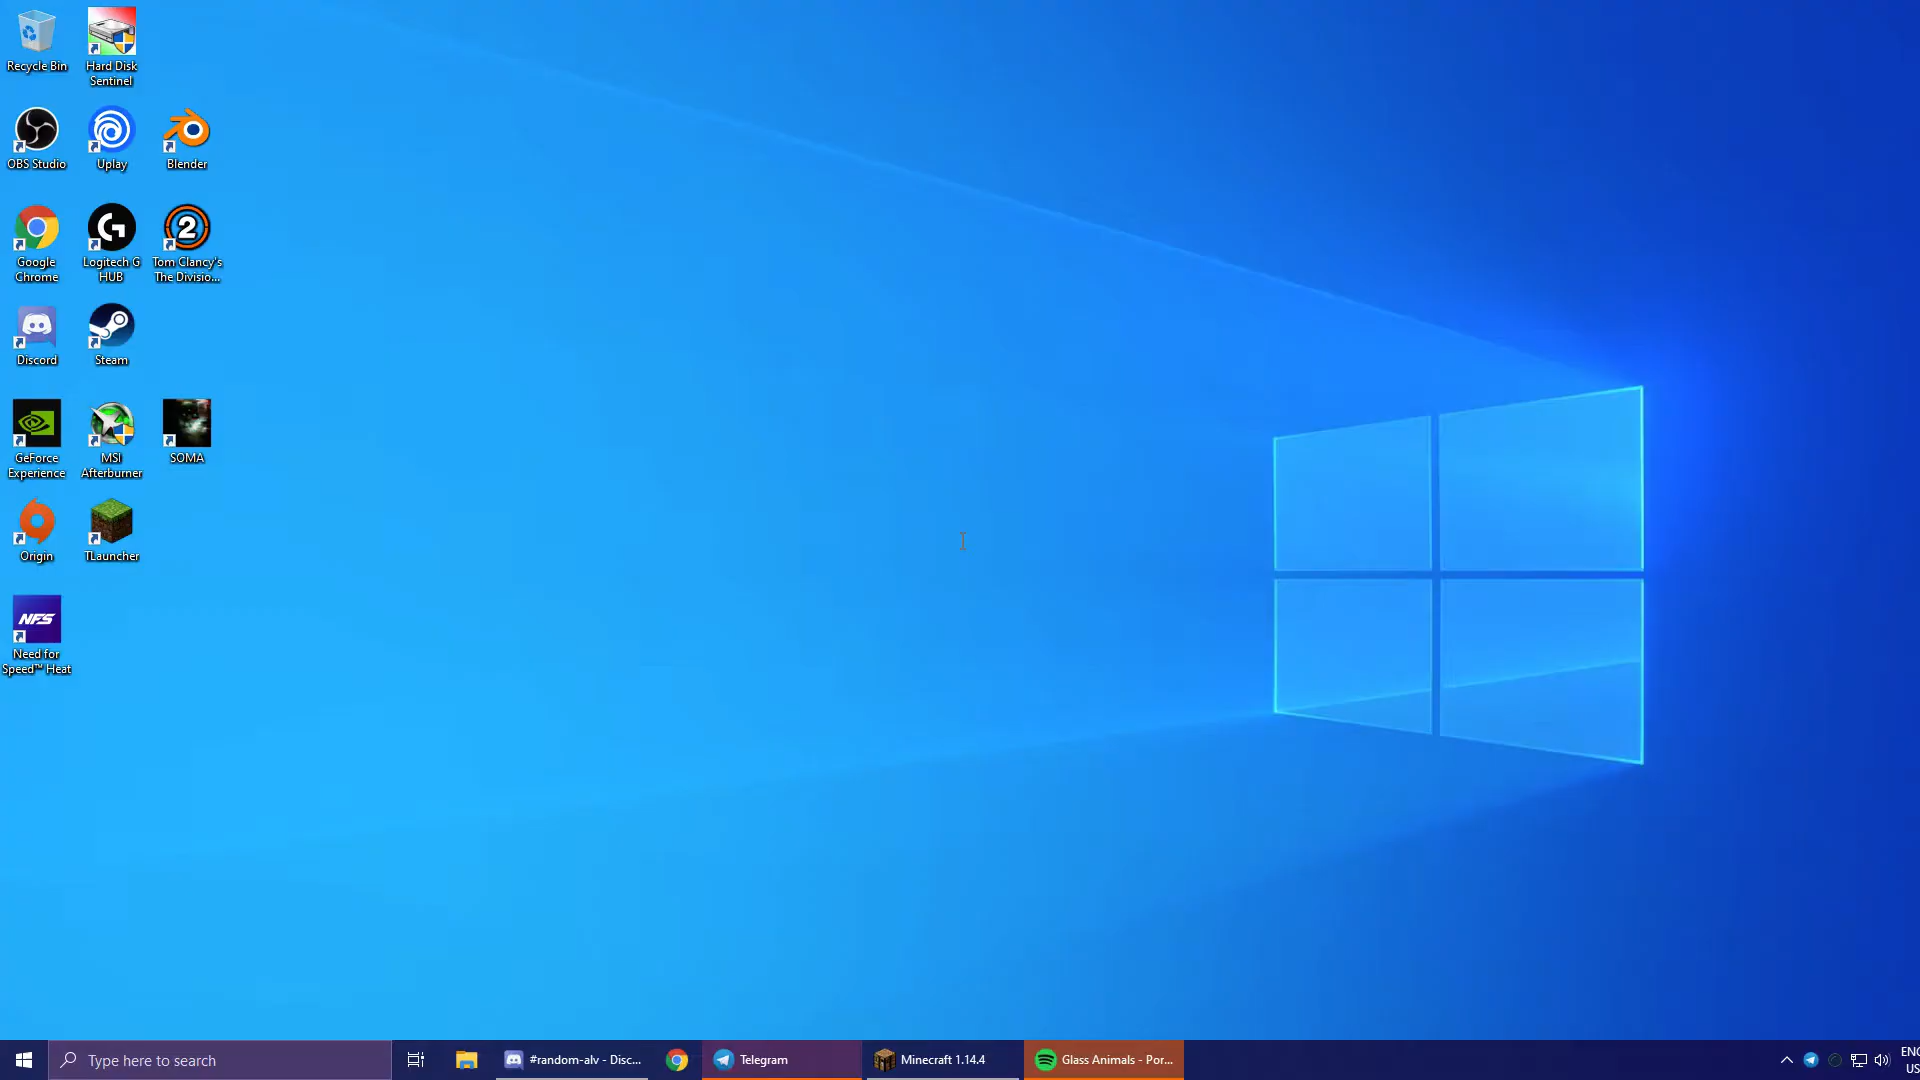 Recycle Bin
Hard Disk
Sentinel
OBS Studio
Uplay
Blender
Google
Chrome
Logitech G
HUB
2
Tom Clancy's
The Divisio...
Discord
Steam
GeForce
Experience
MSI
Afterburner
SOMA
Origin
TLauncher
NFS
Need for
Speed™ Heat
Type here to search
#random-alv - Disc...
Telegram
Minecraft 1.14.4
Glass Animals - Por...
ENG
US